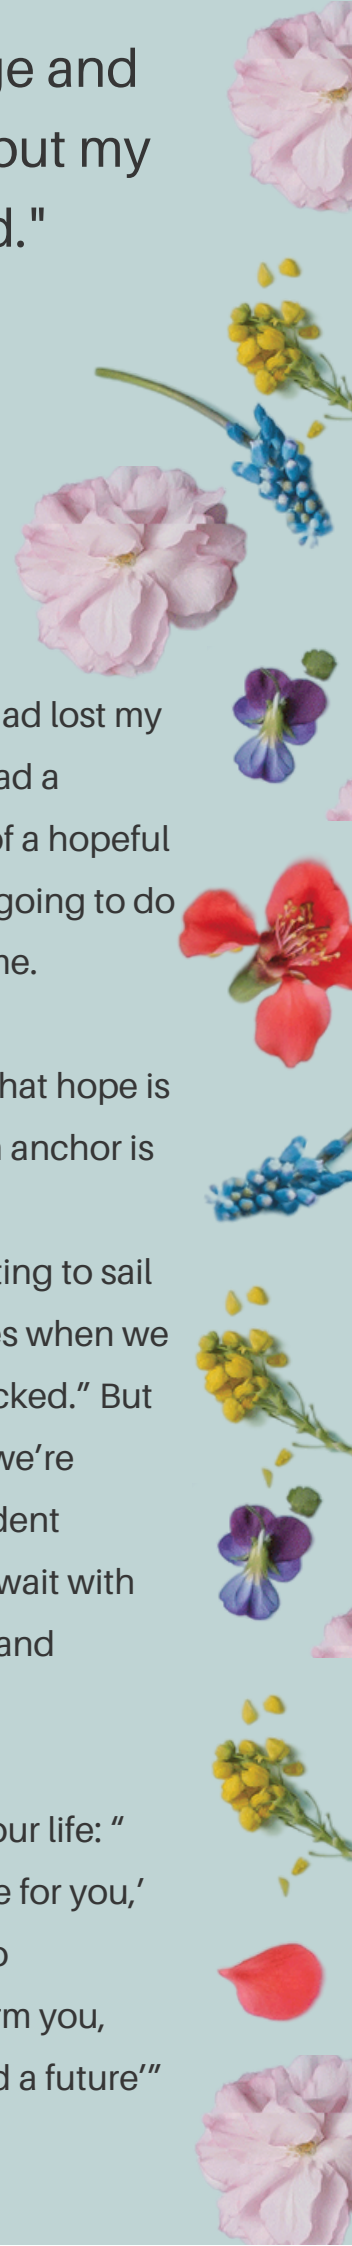 ge and
out my
d."
ad lost my
ad a
of a hopeful
going to do
ne.
hat hope is
anchor is
ting to sail
es when we
cked.” But
we’re
dent
wait with
and
our life: “
e for you,’
o
rm you,
d a future’”